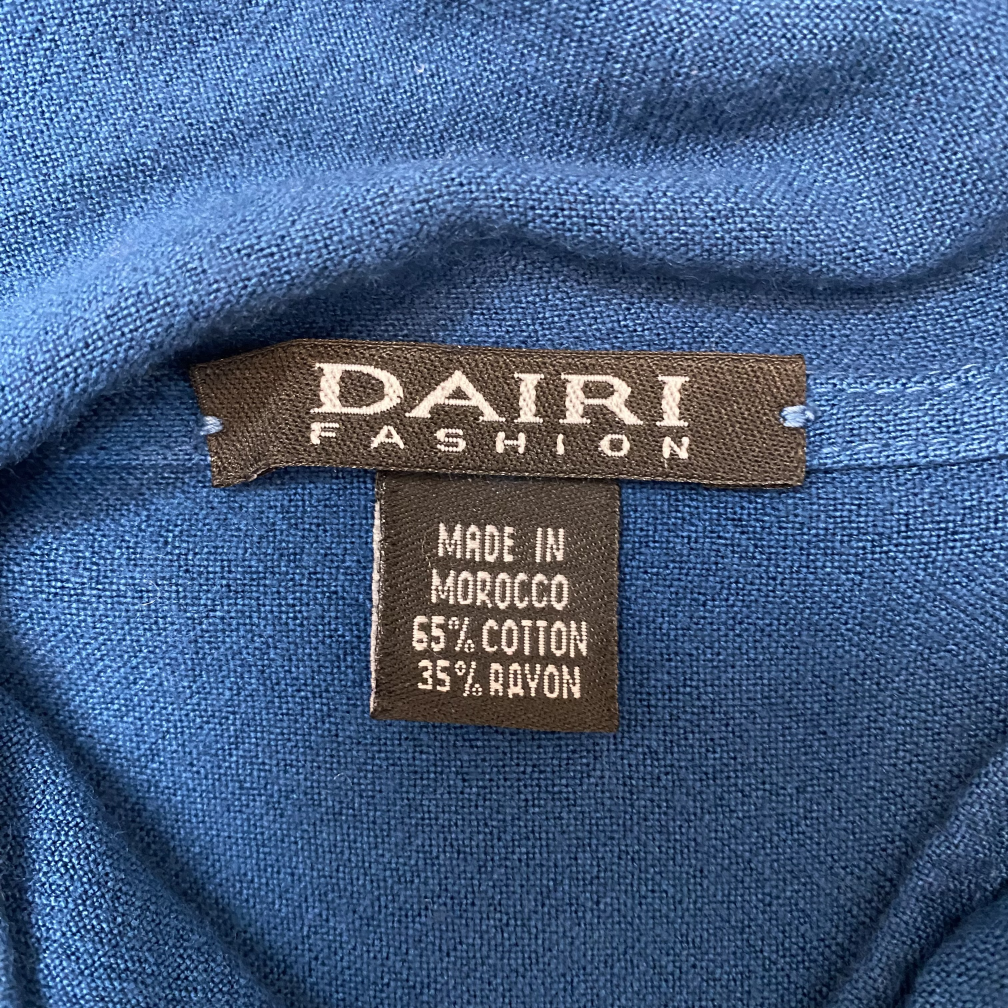 DAIRI
FASHION
MADE IN
MOROCCO
65% COTTON
35% RAYON